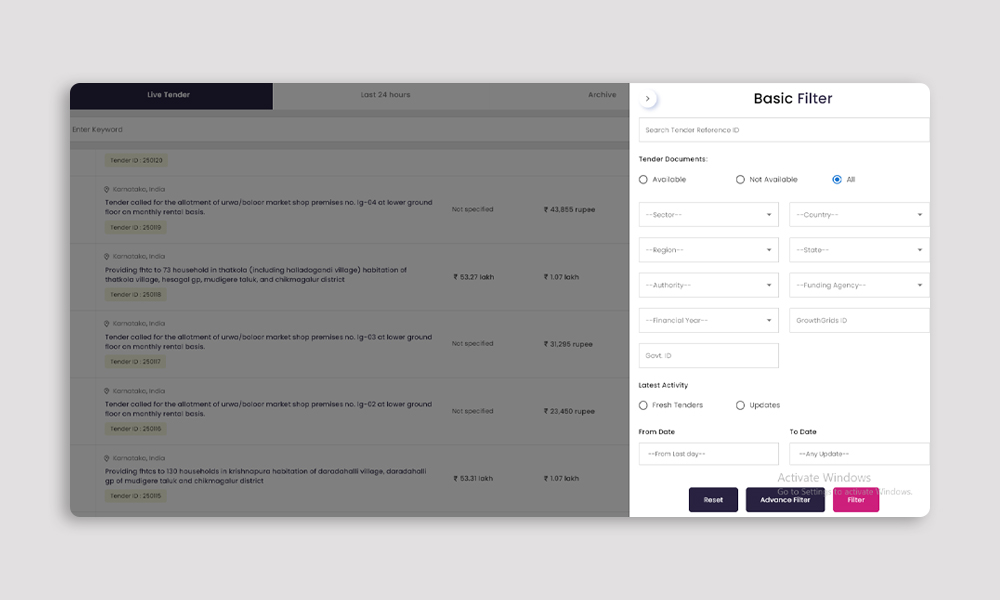 Live Tender
Last 24 hours
Archive
Enter Keyword
Tender ID : 250120
Karnataka, India
Tender called for the allotment of urwa/baloor market shop premises no. lg-04 at lower ground
floor on monthly rental basis.
Not specified
₹ 43,855 rupee
Tender ID : 250119
Karnataka, India
Providing fhtc to 73 household in thatkola (including halladagandi village) habitation of
thatkola village, hesagal gp, mudigere taluk, and chikmagalur district
₹ 53.27 lakh
₹ 1.07 lakh
Tender ID : 250118
Karnataka, India
Tender called for the allotment of urwa/baloor market shop premises no. lg-03 at lower ground
floor on monthly rental basis.
Not specified
₹ 31,295 rupee
Tender ID : 250117
Karnataka, India
Tender called for the allotment of urwa/baloor market shop premises no. lg-02 at lower ground
floor on monthly rental basis.
Not specified
₹ 23,450 rupee
Tender ID : 250116
Karnataka, India
Providing fhtcs to 130 households in krishnapura habitation of daradahalli village, daradahalli
gp of mudigere taluk and chikmagalur district
₹ 53.31 lakh
₹ 1.07 lakh
Tender ID : 250115
Basic Filter
Search Tender Reference ID
Tender Documents:
Available
Not Available
All
--Sector--
--Country--
--Region--
--State--
--Authority--
--Funding Agency--
--Financial Year--
GrowthGrids ID
Govt. ID
Latest Activity
Fresh Tenders
Updates
From Date
To Date
--From Last day--
--Any Update--
Activate Windows
Go to Settings to activate Windows.
Reset
Advance Filter
Filter